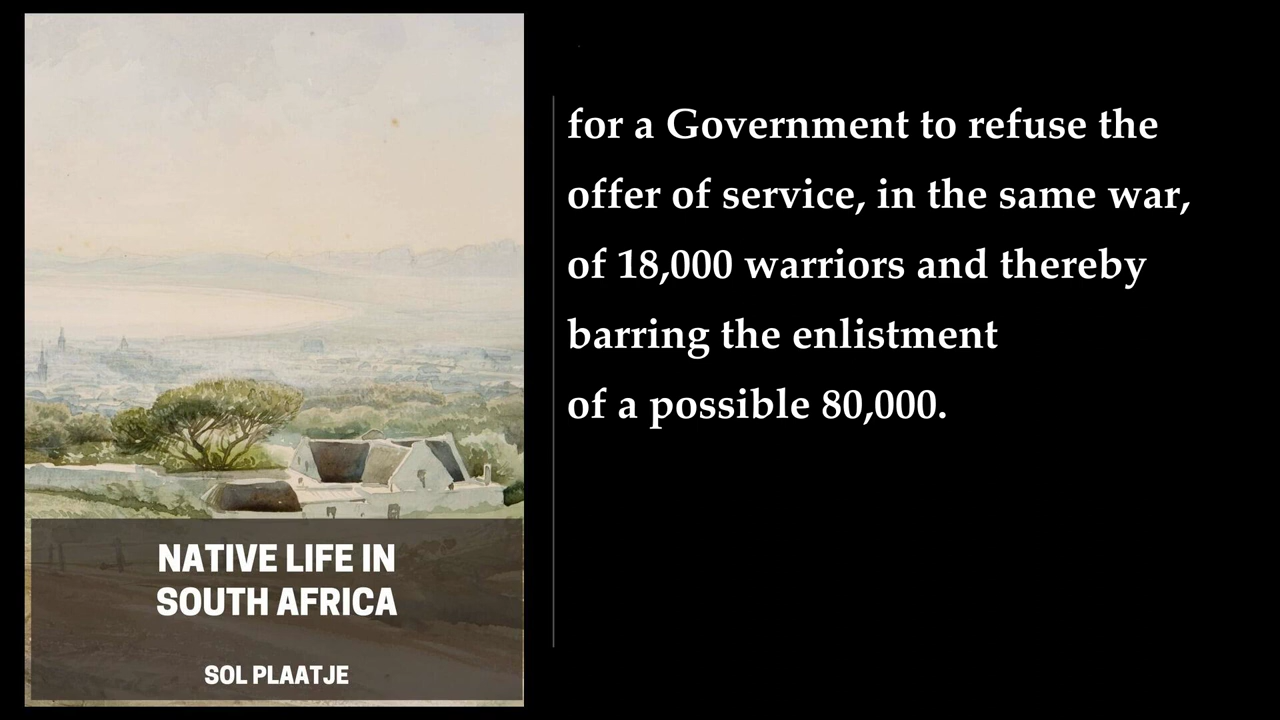 for a Government to refuse the
offer of service, in the same war,
of 18,000 warriors and thereby
barring the enlistment
of a possible 80,000.
NATIVE LIFE IN
SOUTH AFRICA
SOL PLAATJE